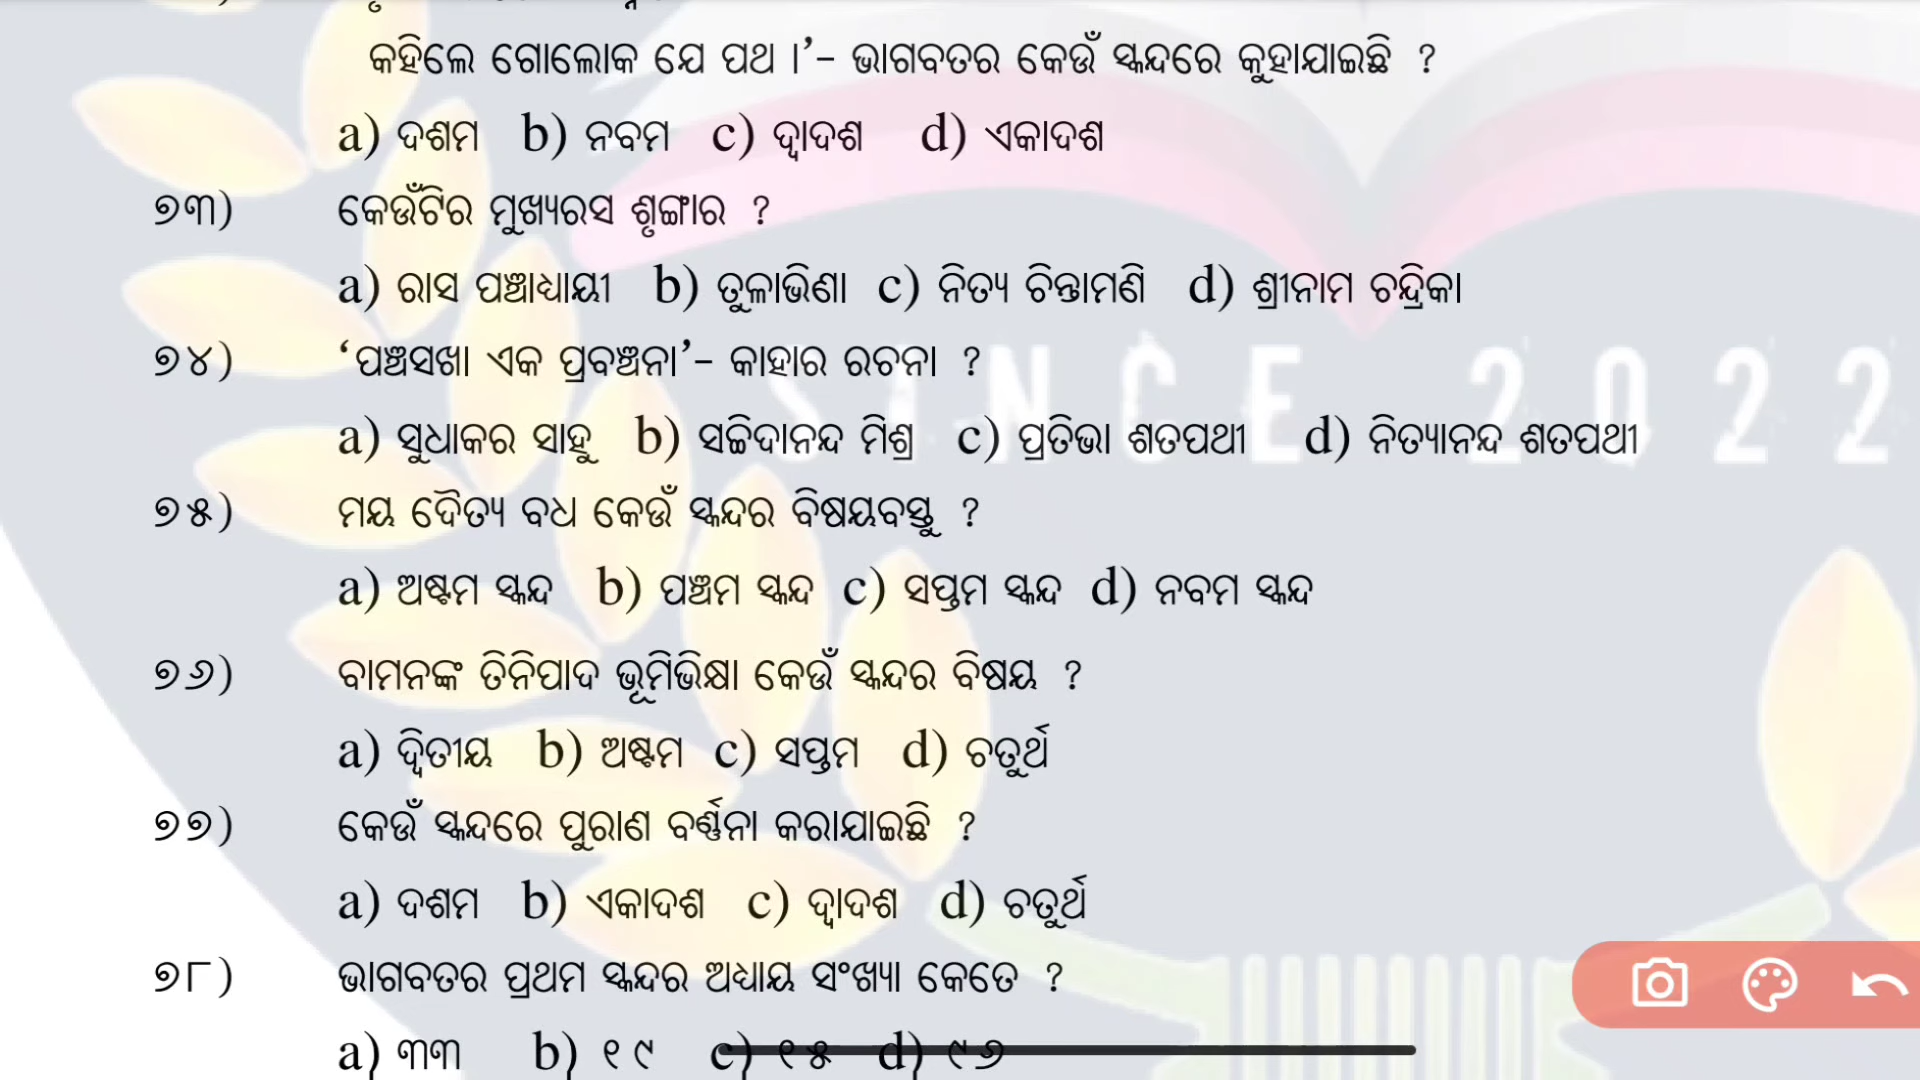 କହିଲେ ଗୋଲୋକ ଯେ ପଥ ।’– ଭାଗବତର କେଉଁ ସ୍କନ୍ଦରେ କୁହାଯାଇଛି ?
a) ଦଶମ b) ନବମ c) ଦ୍ୱାଦଶ d) ଏକାଦଶ
୭୩) କେଉଁଟିର ମୁଖ୍ୟରସ ଶୃଙ୍ଗାର ?
a) ରାସ ପଞ୍ଚାଧ୍ୟାୟୀ b) ତୁଳାଭିଣା c) ନିତ୍ୟ ଚିନ୍ତାମଣି d) ଶ୍ରୀନାମ ଚନ୍ଦ୍ରିକା
୭୪) ‘ପଞ୍ଚସଖା ଏକ ପ୍ରବଞ୍ଚନା’– କାହାର ରଚନା ?
SINCE 2022
a) ସୁଧାକର ସାହୁ b) ସଚ୍ଚିଦାନନ୍ଦ ମିଶ୍ର c) ପ୍ରତିଭା ଶତପଥୀ d) ନିତ୍ୟାନନ୍ଦ ଶତପଥୀ
୭୫) ମୟ ଦୈତ୍ୟ ବଧ କେଉଁ ସ୍କନ୍ଦର ବିଷୟବସ୍ତୁ ?
a) ଅଷ୍ଟମ ସ୍କନ୍ଦ b) ପଞ୍ଚମ ସ୍କନ୍ଦ c) ସପ୍ତମ ସ୍କନ୍ଦ d) ନବମ ସ୍କନ୍ଦ
୭୬) ବାମନଙ୍କ ତିନିପାଦ ଭୂମିଭିକ୍ଷା କେଉଁ ସ୍କନ୍ଦର ବିଷୟ ?
a) ଦ୍ୱିତୀୟ b) ଅଷ୍ଟମ c) ସପ୍ତମ d) ଚତୁର୍ଥ
୭୭) କେଉଁ ସ୍କନ୍ଦରେ ପୁରାଣ ବର୍ଣ୍ଣନା କରାଯାଇଛି ?
a) ଦଶମ b) ଏକାଦଶ c) ଦ୍ୱାଦଶ d) ଚତୁର୍ଥ
୭୮) ଭାଗବତର ପ୍ରଥମ ସ୍କନ୍ଦର ଅଧ୍ୟାୟ ସଂଖ୍ୟା କେତେ ?
a) ୩୩ b) ୧୯ c) ୧୫ d) ୯୬